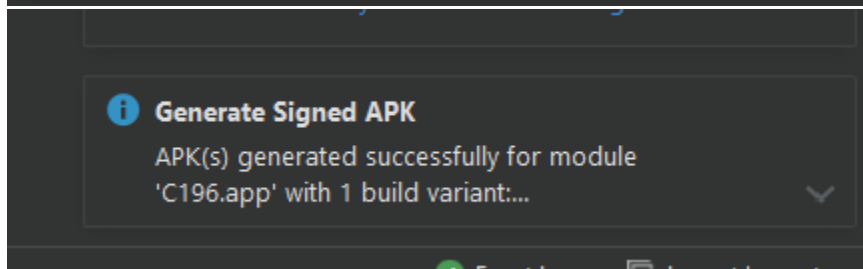 Generate Signed APK
APK(s) generated successfully for module
'C196.app' with 1 build variant:...